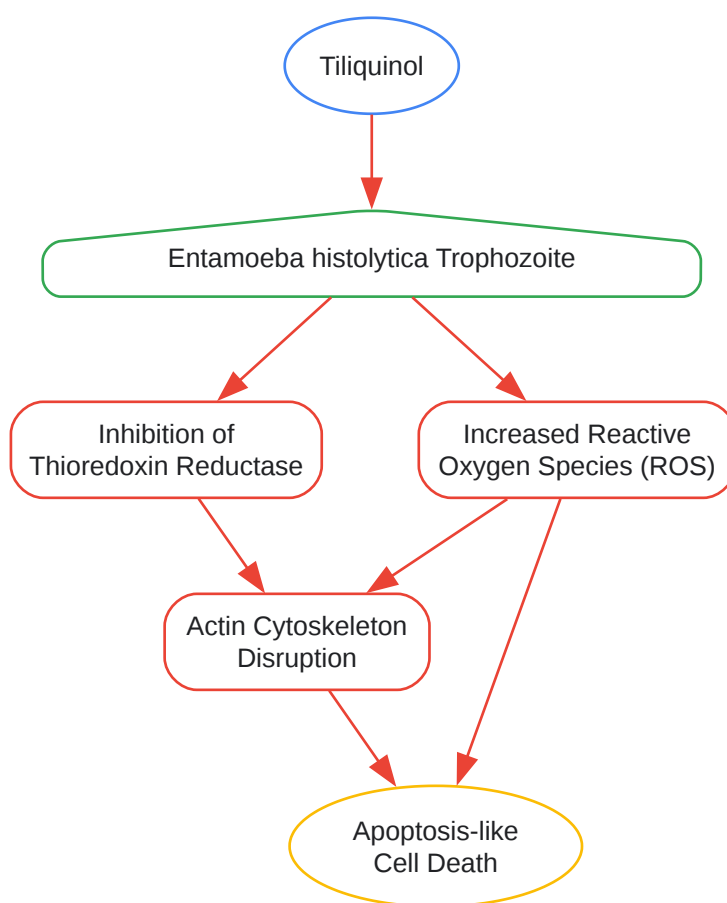 Tiliquinol
Entamoeba histolytica Trophozoite
Inhibition of
Thioredoxin Reductase
Increased Reactive
Oxygen Species (ROS)
Actin Cytoskeleton
Disruption
Apoptosis-like
Cell Death